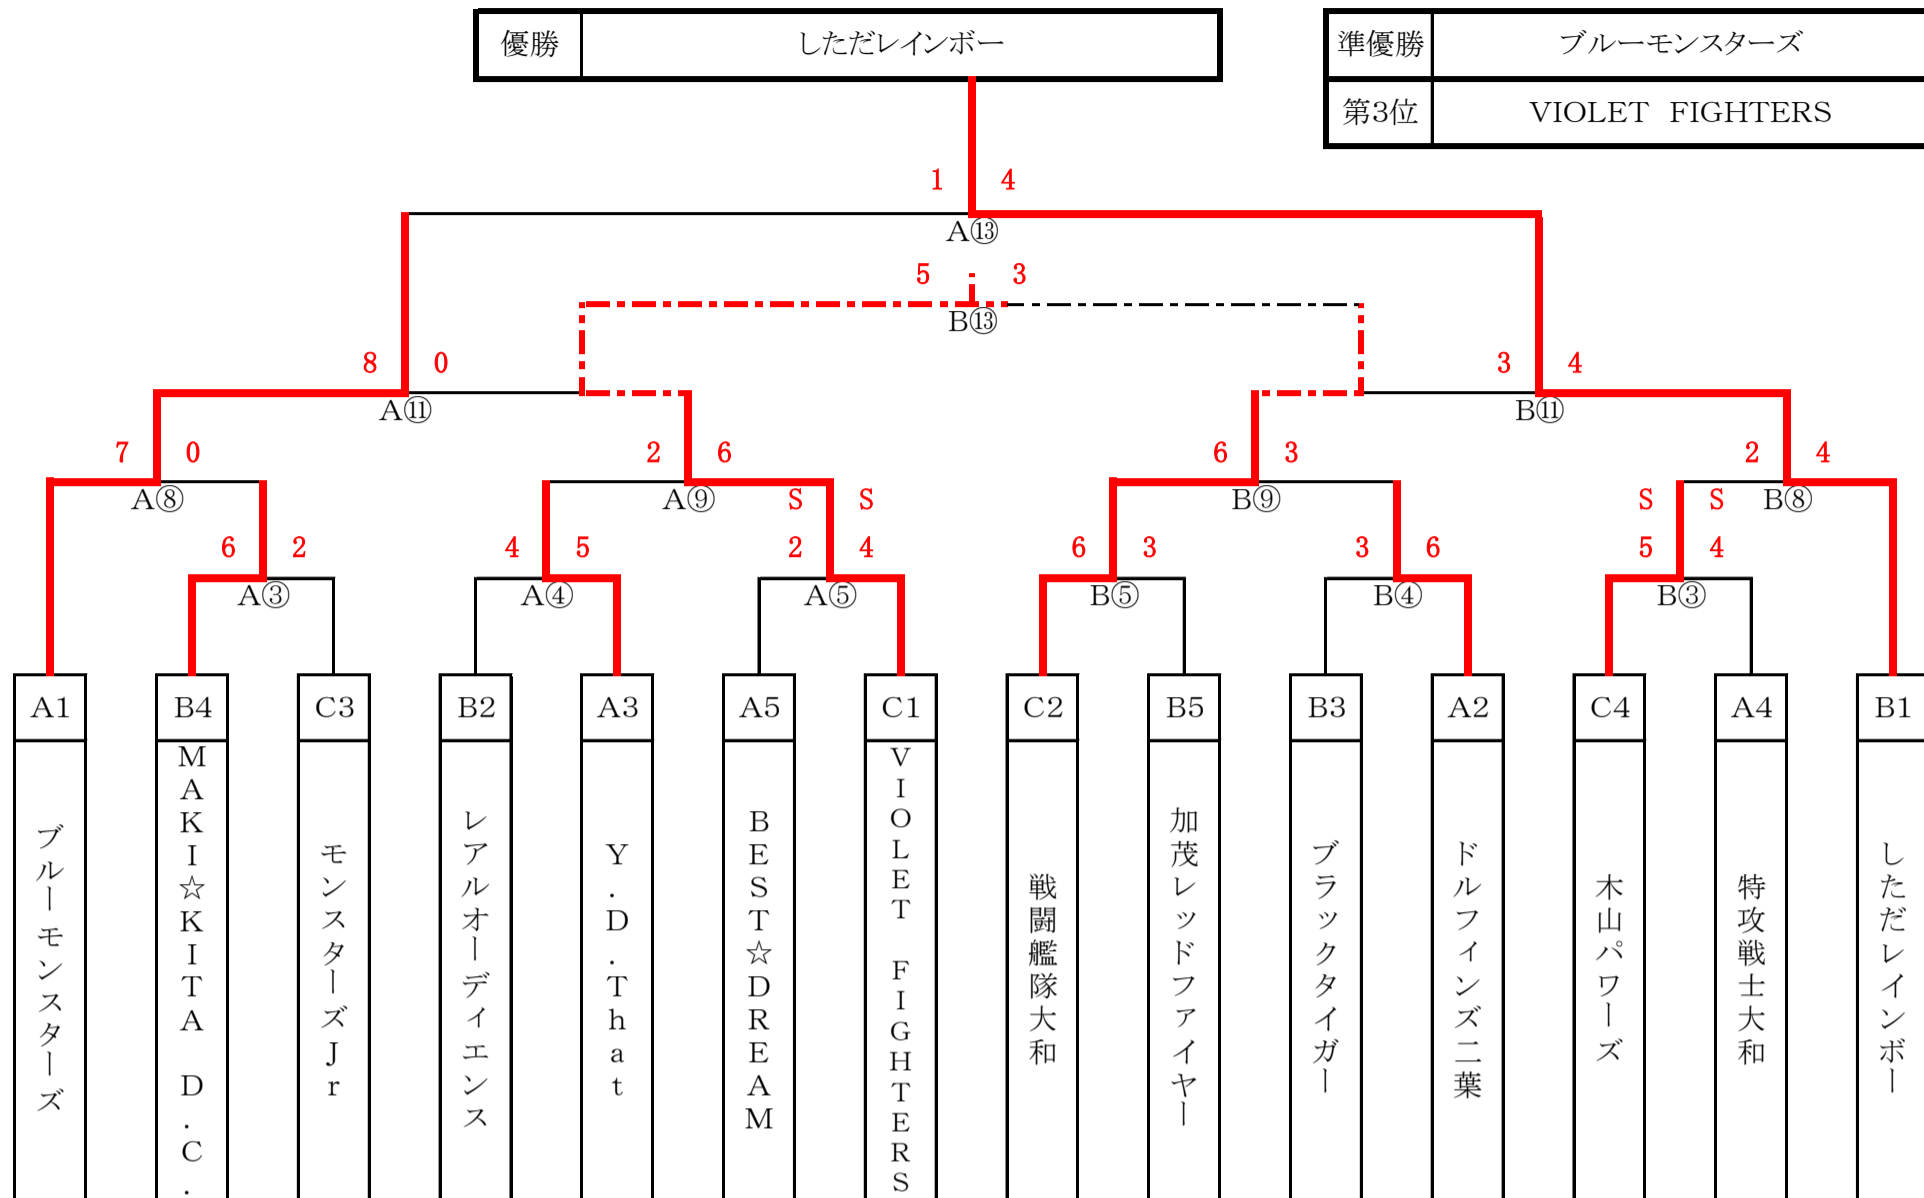 優勝 しただレインボー
準優勝 ブルーモンスターズ
第3位 VIOLET FIGHTERS
1 4
A⑬
5 3
B⑬
8 0
A⑪
3 4
B⑪
7 0
A⑧
2 6
A⑨
6 3
B⑨
2 4
B⑧
S S
S S
6 2
A③
4 5
A④
2 4
A⑤
6 3
B⑤
3 6
B④
5 4
B③
A1 B4 C3 B2 A3 A5 C1 C2 B5 B3 A2 C4 A4 B1
ブルーモンスターズ
MAKI☆KITA D.C.
モンスターズJr
レアルオーディエンス
Y.D.That
BEST☆DREAM
VIOLET FIGHTERS
戦闘艦隊大和
加茂レッドファイヤー
ブラックタイガー
ドルフィンズ二葉
木山パワーズ
特攻戦士大和
しただレインボー